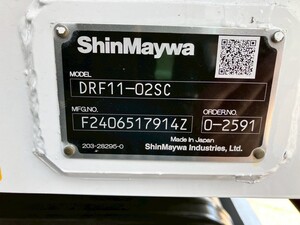 ShinMaywa
MODEL
DRF11-02SC
MFG.NO. ORDER.NO.
F2406517914Z 0-2591
Made in Japan
203-28295-0 ShinMaywa Industries, Ltd.